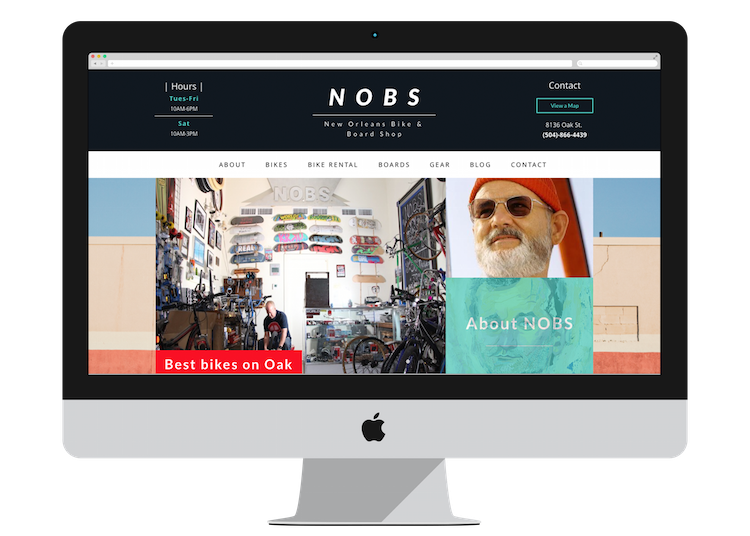 | Hours |
Tues-Fri
10AM-6PM
Sat
10AM-3PM
NOBS
New Orleans Bike &
Board Shop
Contact
View a Map
8136 Oak St.
(504)-866-4439
ABOUT BIKES BIKE RENTAL BOARDS GEAR BLOG CONTACT
NOBS
REAL
About NOBS
Best bikes on Oak